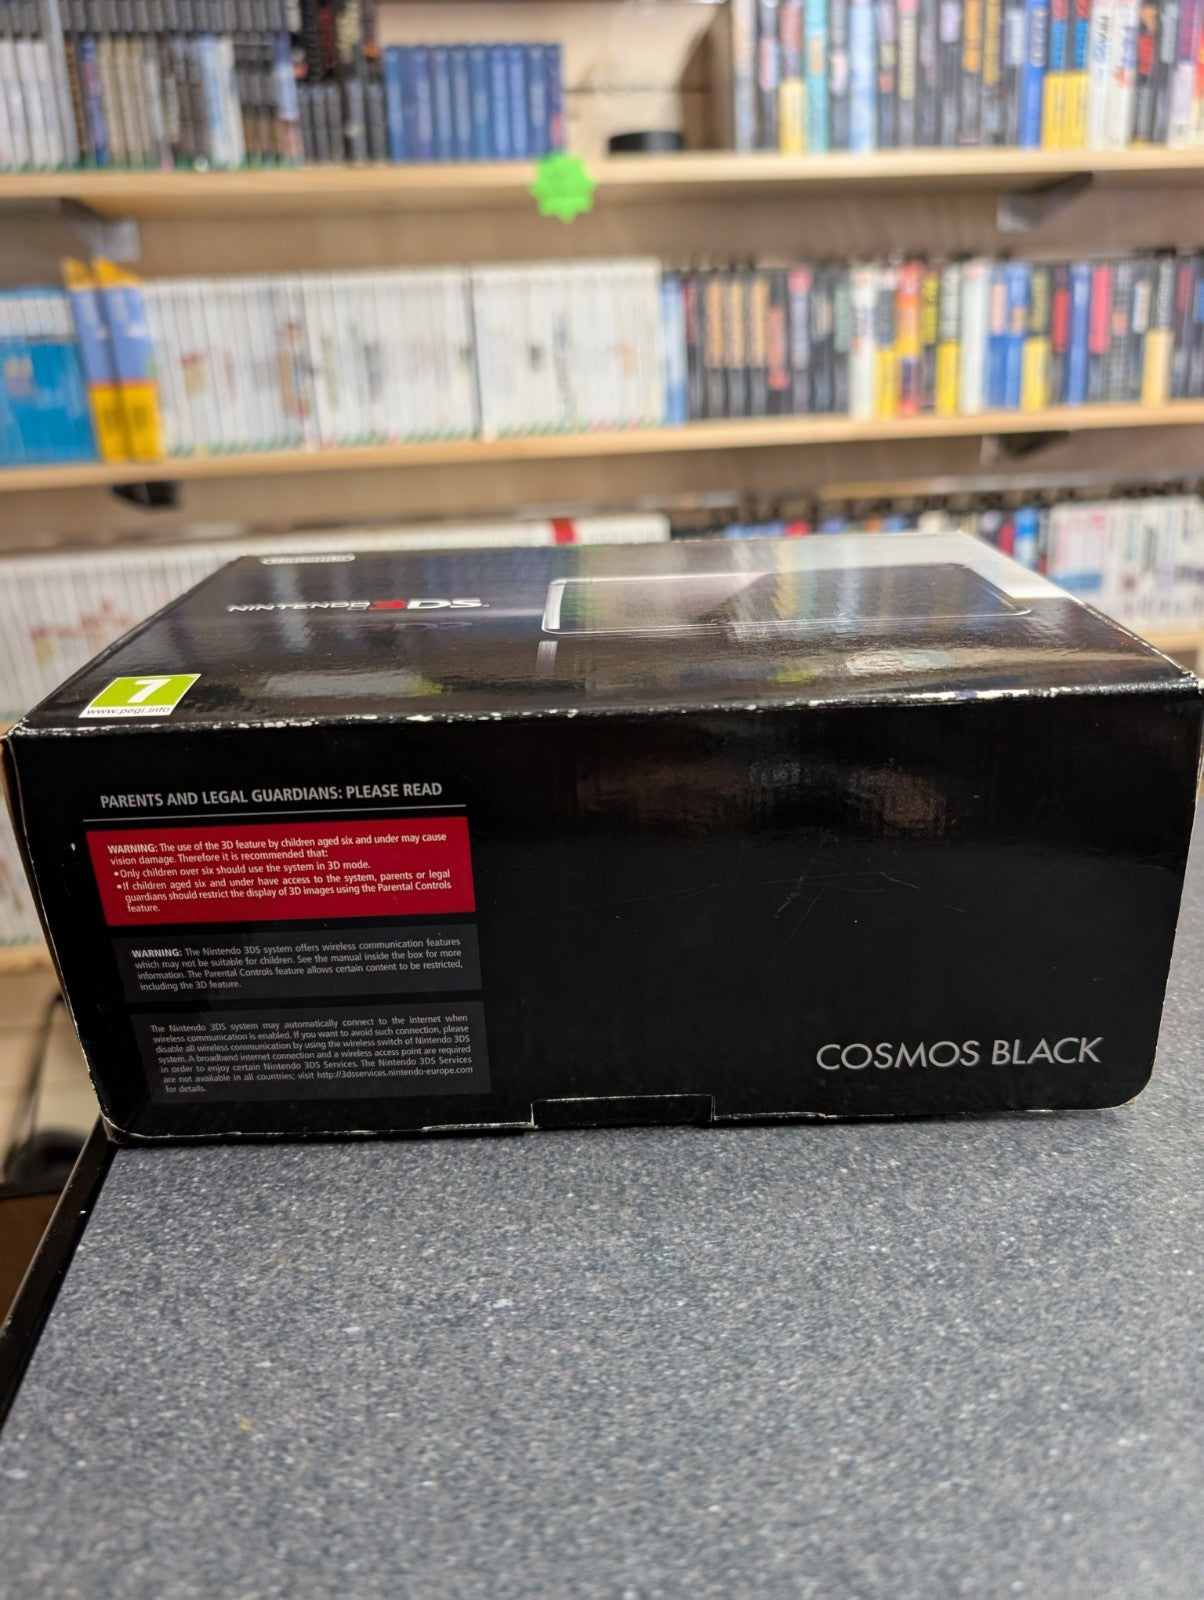 NINTENDO 3DS
7
www.pegi.info
PARENTS AND LEGAL GUARDIANS: PLEASE READ
WARNING: The use of the 3D feature by children aged six and under may cause
vision damage. Therefore it is recommended that:
•Only children over six should use the system in 3D mode.
•If children aged six and under have access to the system, parents or legal
guardians should restrict the display of 3D images using the Parental Controls
feature.
WARNING: The Nintendo 3DS system offers wireless communication features
which may not be suitable for children. See the manual inside the box for more
information. The Parental Controls feature allows certain content to be restricted,
including the 3D feature.
The Nintendo 3DS system may automatically connect to the internet when
wireless communication is enabled. If you want to avoid such connection, please
disable all wireless communication by using the wireless switch of Nintendo 3DS
system. A broadband internet connection and a wireless access point are required
in order to enjoy certain Nintendo 3DS Services. The Nintendo 3DS Services
are not available in all countries; visit http://3dsservices.nintendo-europe.com
for details.
COSMOS BLACK